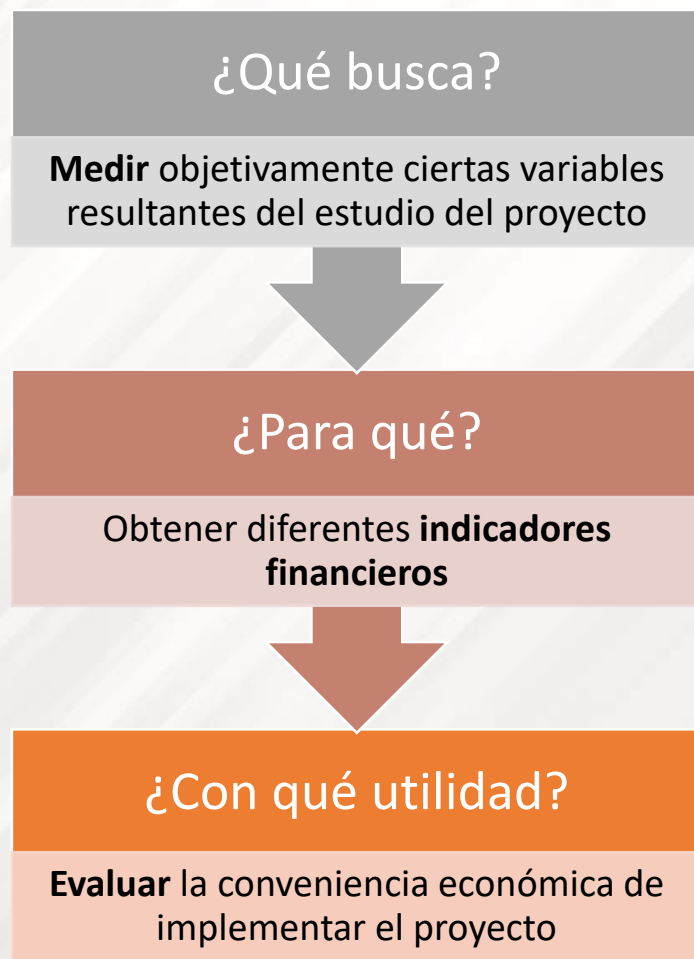 ¿Qué busca?
Medir objetivamente ciertas variables
resultantes del estudio del proyecto
¿Para qué?
Obtener diferentes indicadores
financieros
¿Con qué utilidad?
Evaluar la conveniencia económica de
implementar el proyecto